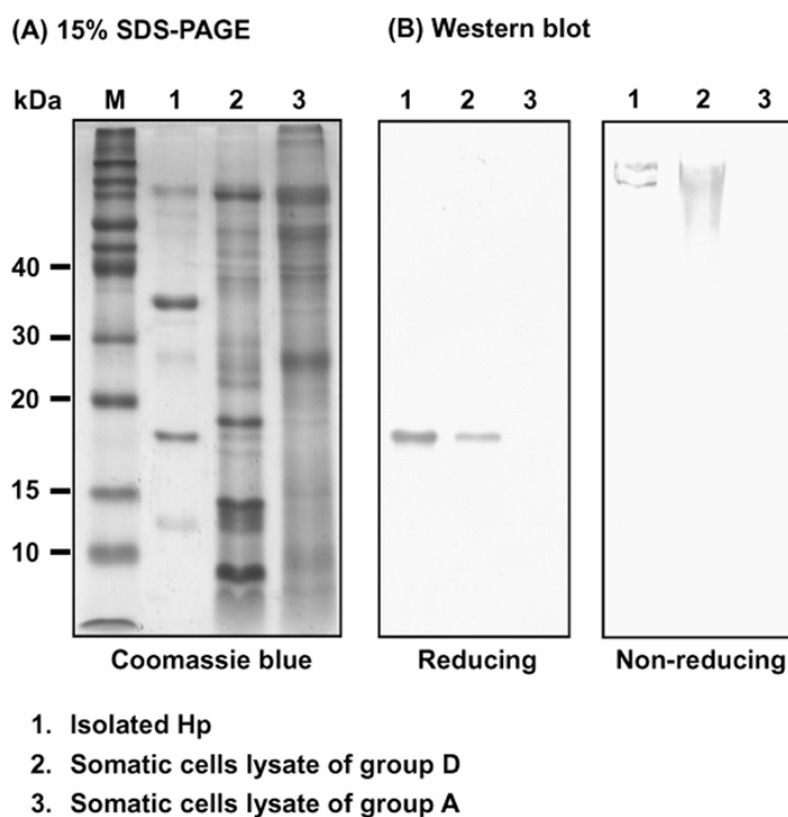 (A) 15% SDS-PAGE
(B) Western blot
kDa M 1 2 3
1 2 3
1 2 3
40
30
20
15
10
Coomassie blue
Reducing
Non-reducing
1. Isolated Hp
2. Somatic cells lysate of group D
3. Somatic cells lysate of group A